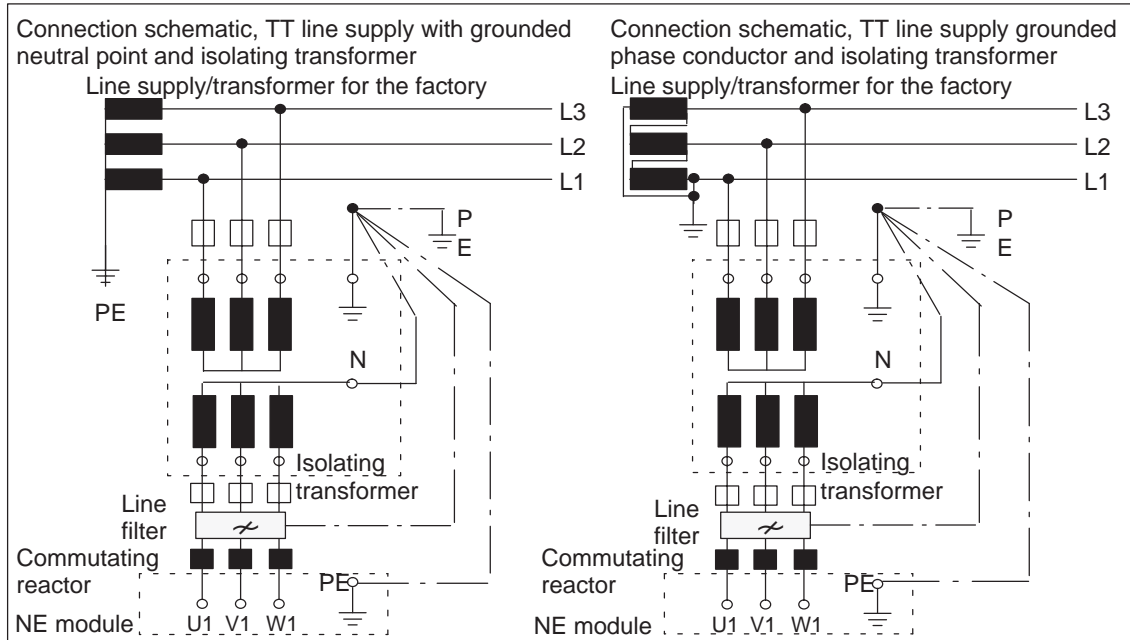 Connection schematic, TT line supply with grounded
neutral point and isolating transformer
Line supply/transformer for the factory
L3
L2
L1
P
E
PE
N
Isolating
transformer
Line
filter
Commutating
reactor
PE
NE module
U1 V1 W1
Connection schematic, TT line supply grounded
phase conductor and isolating transformer
Line supply/transformer for the factory
L3
L2
L1
P
E
N
Isolating
transformer
Line
filter
Commutating
reactor
PE
NE module
U1 V1 W1